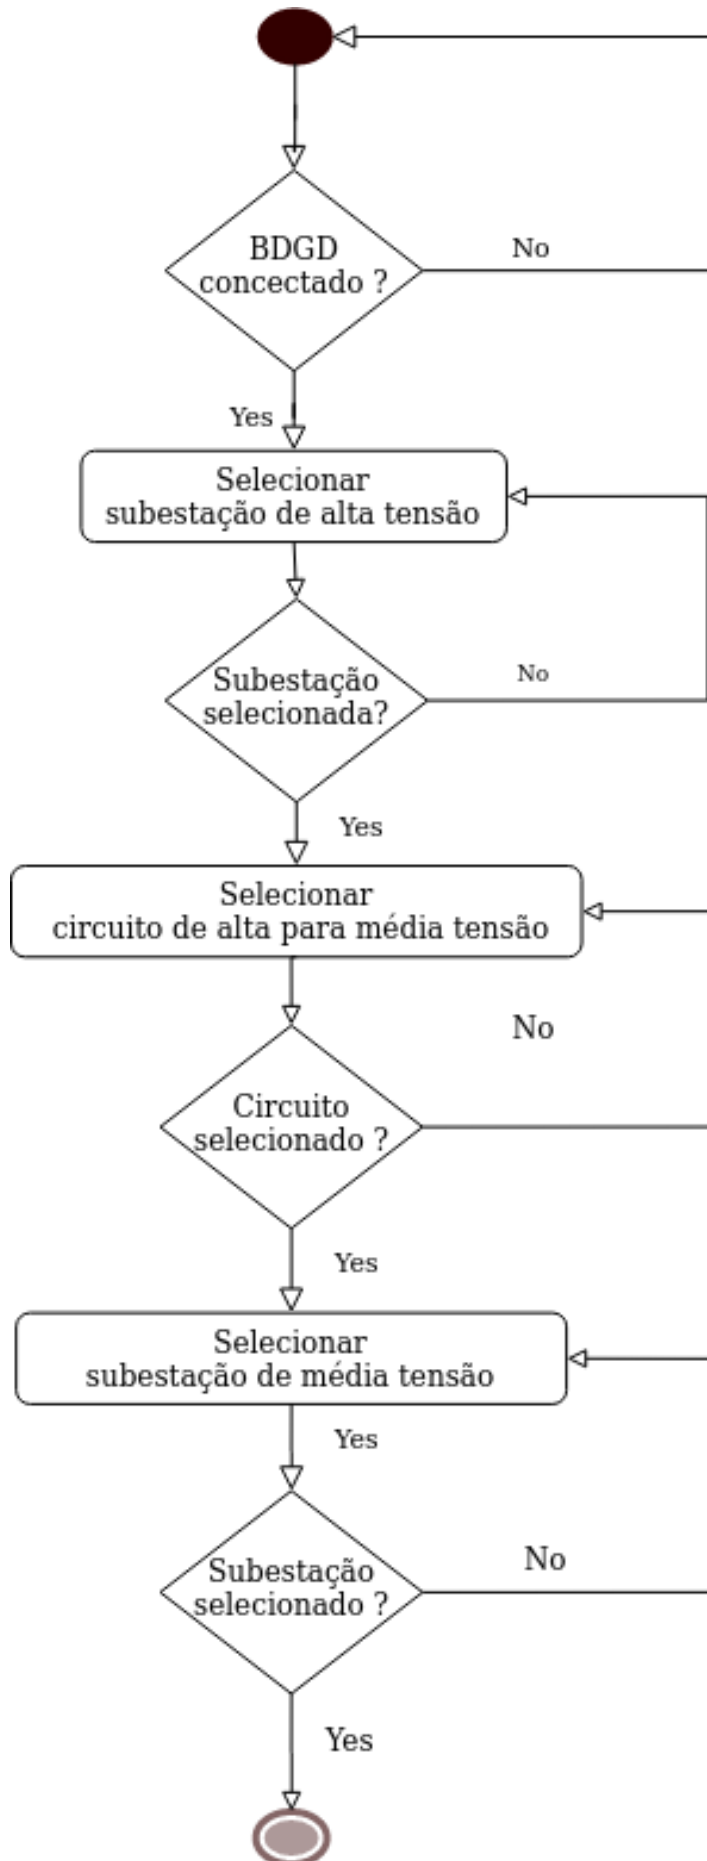 BDGD
concectado ?
No
Yes
Selecionar
subestação de alta tensão
Subestação
selecionada?
No
Yes
Selecionar
circuito de alta para média tensão
No
Circuito
selecionado ?
Yes
Selecionar
subestação de média tensão
Yes
Subestação
selecionado ?
No
Yes